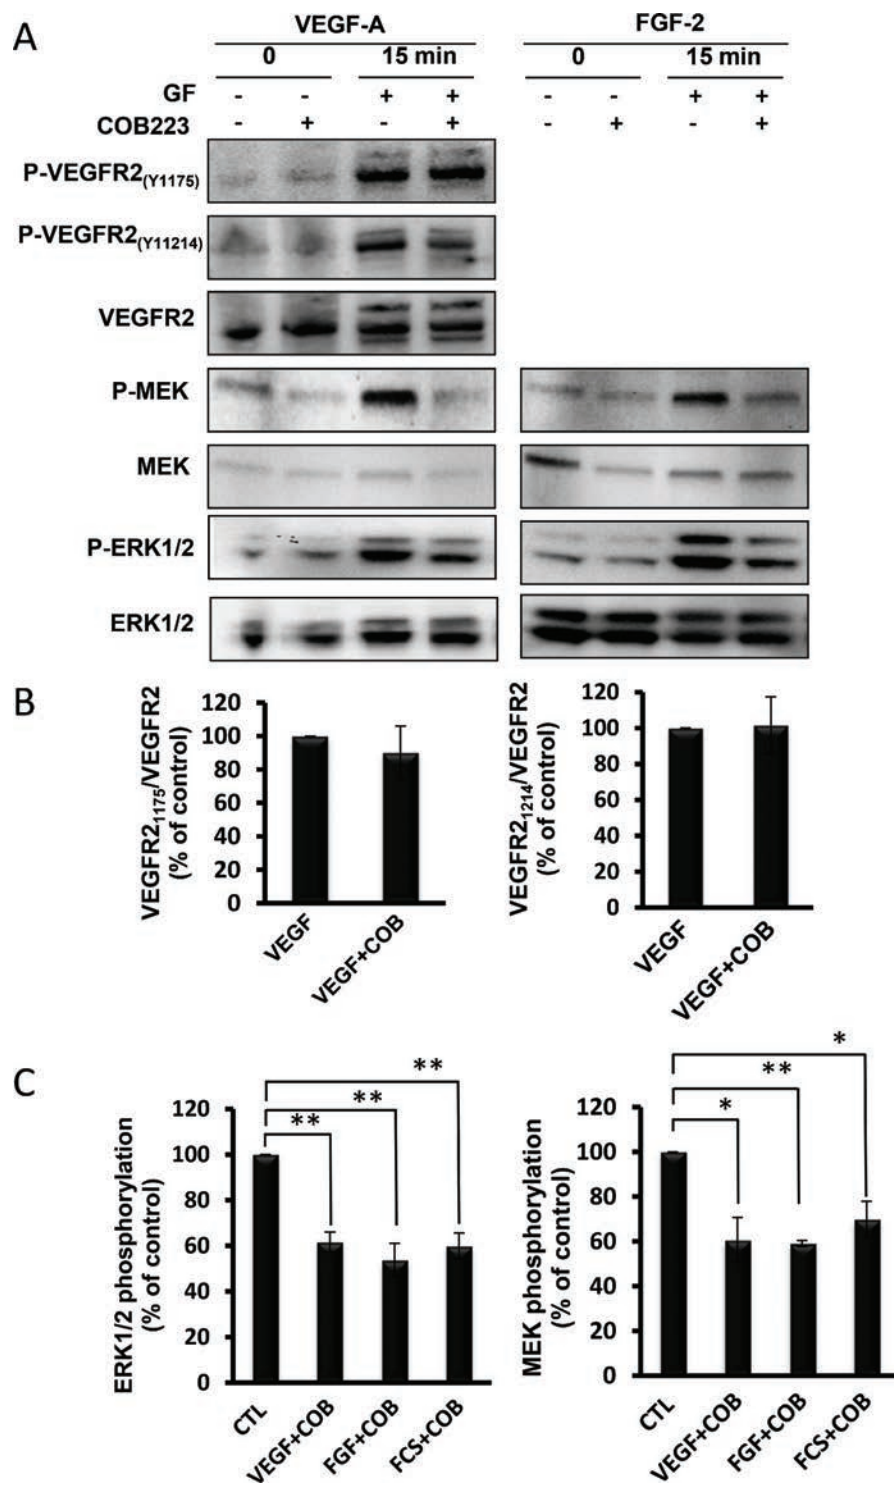 A
VEGF-A FGF-2
0 15 min 0 15 min
GF - - + + - - + +
COB223 - + - + - + - +
P-VEGFR2(Y1175)
P-VEGFR2(Y11214)
VEGFR2
P-MEK
MEK
P-ERK1/2
ERK1/2
B
VEGFR21175/VEGFR2
(% of control)
120
100
80
60
40
20
0
VEGF
VEGF+COB
VEGFR21214/VEGFR2
(% of control)
120
100
80
60
40
20
0
VEGF
VEGF+COB
C
ERK1/2 phosphorylation
(% of control)
120
100
80
60
40
20
0
**
**
**
CTL
VEGF+COB
FGF+COB
FCS+COB
MEK phosphorylation
(% of control)
120
100
80
60
40
20
0
*
**
*
CTL
VEGF+COB
FGF+COB
FCS+COB